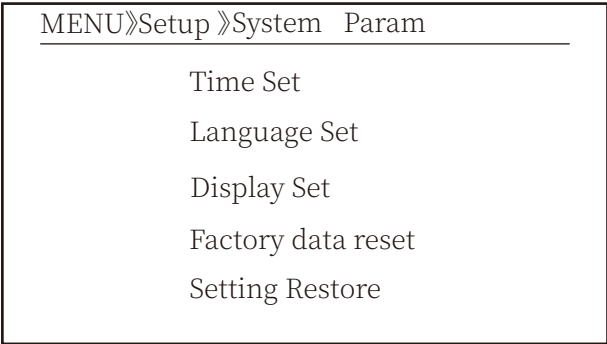 MENU》Setup 》System Param
Time Set
Language Set
Display Set
Factory data reset
Setting Restore